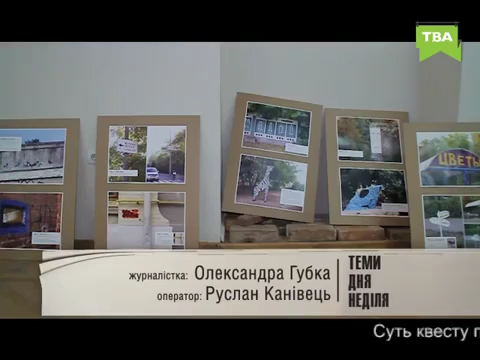 ТВА
ЦВЕТЫ
журналістка: Олександра Губка
оператор: Руслан Канівець
ТЕМИ
ДНЯ
НЕДІЛЯ
Суть квесту п